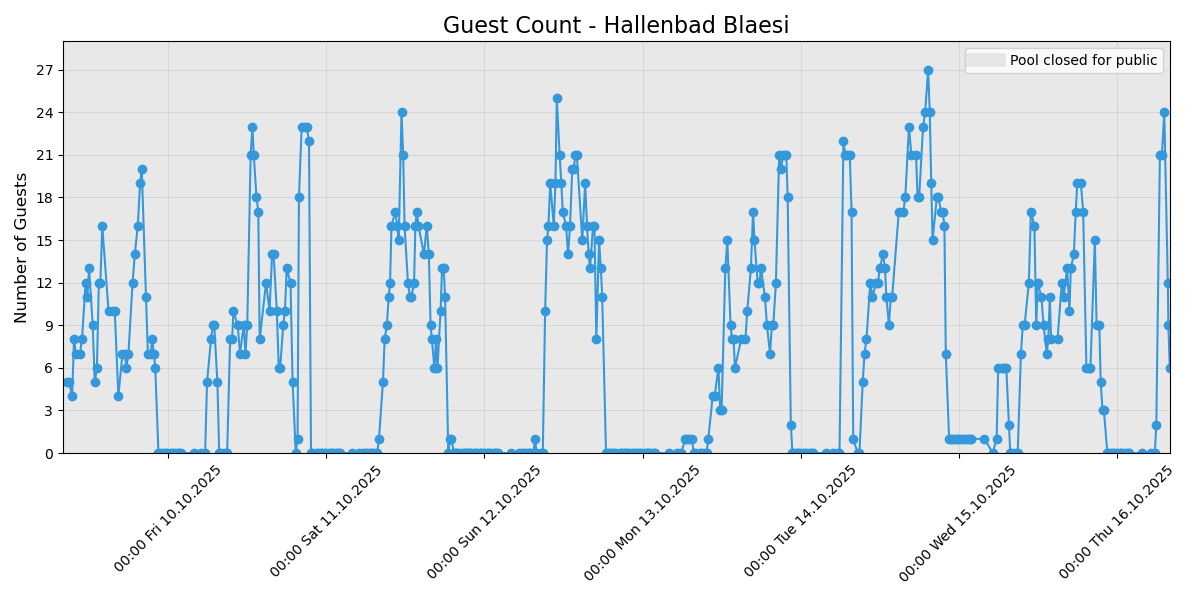 Guest Count - Hallenbad Blaesi
Pool closed for public
Number of Guests
27
24
21
18
15
12
9
6
3
0
00:00 Fri 10.10.2025
00:00 Sat 11.10.2025
00:00 Sun 12.10.2025
00:00 Mon 13.10.2025
00:00 Tue 14.10.2025
00:00 Wed 15.10.2025
00:00 Thu 16.10.2025